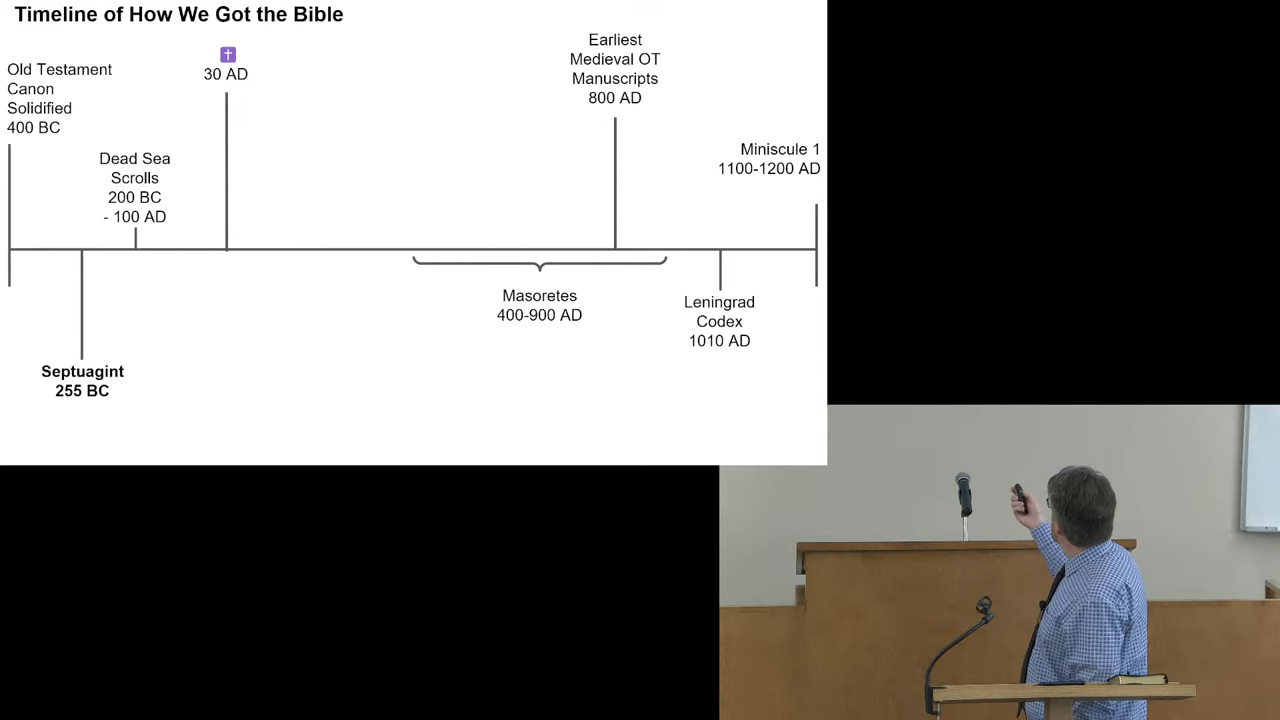 Timeline of How We Got the Bible
Old Testament
Canon
Solidified
400 BC
Dead Sea
Scrolls
200 BC
- 100 AD
✝
30 AD
Earliest
Medieval OT
Manuscripts
800 AD
Miniscule 1
1100-1200 AD
Septuagint
255 BC
Masoretes
400-900 AD
Leningrad
Codex
1010 AD